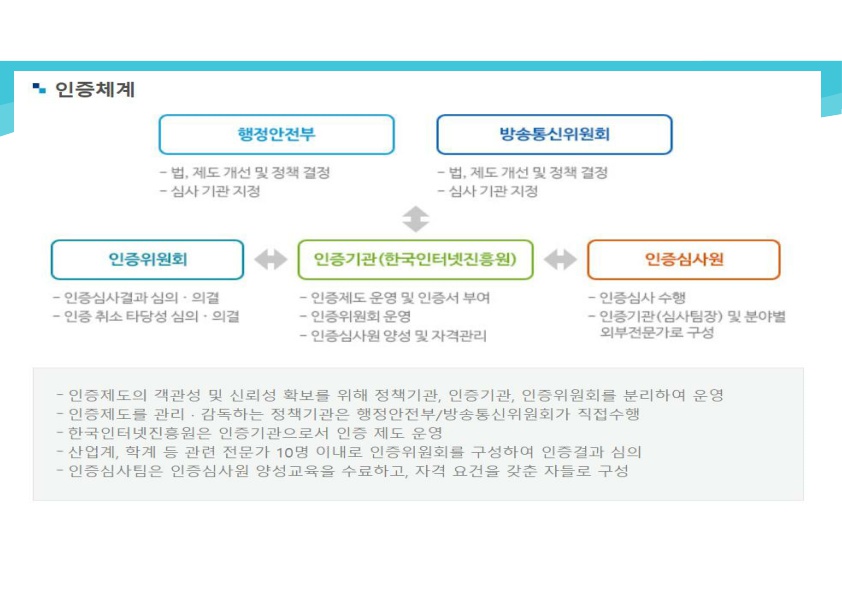 인증체계
행정안전부
방송통신위원회
- 법, 제도 개선 및 정책 결정
- 심사 기관 지정
- 법, 제도 개선 및 정책 결정
- 심사 기관 지정
인증위원회
인증기관(한국인터넷진흥원)
인증심사원
- 인증심사결과 심의 · 의결
- 인증 취소 타당성 심의 · 의결
- 인증제도 운영 및 인증서 부여
- 인증위원회 운영
- 인증심사원 양성 및 자격관리
- 인증심사 수행
- 인증기관(심사팀장) 및 분야별
외부전문가로 구성
- 인증제도의 객관성 및 신뢰성 확보를 위해 정책기관, 인증기관, 인증위원회를 분리하여 운영
- 인증제도를 관리 · 감독하는 정책기관은 행정안전부/방송통신위원회가 직접수행
- 한국인터넷진흥원은 인증기관으로서 인증 제도 운영
- 산업계, 학계 등 관련 전문가 10명 이내로 인증위원회를 구성하여 인증결과 심의
- 인증심사팀은 인증심사원 양성교육을 수료하고, 자격 요건을 갖춘 자들로 구성